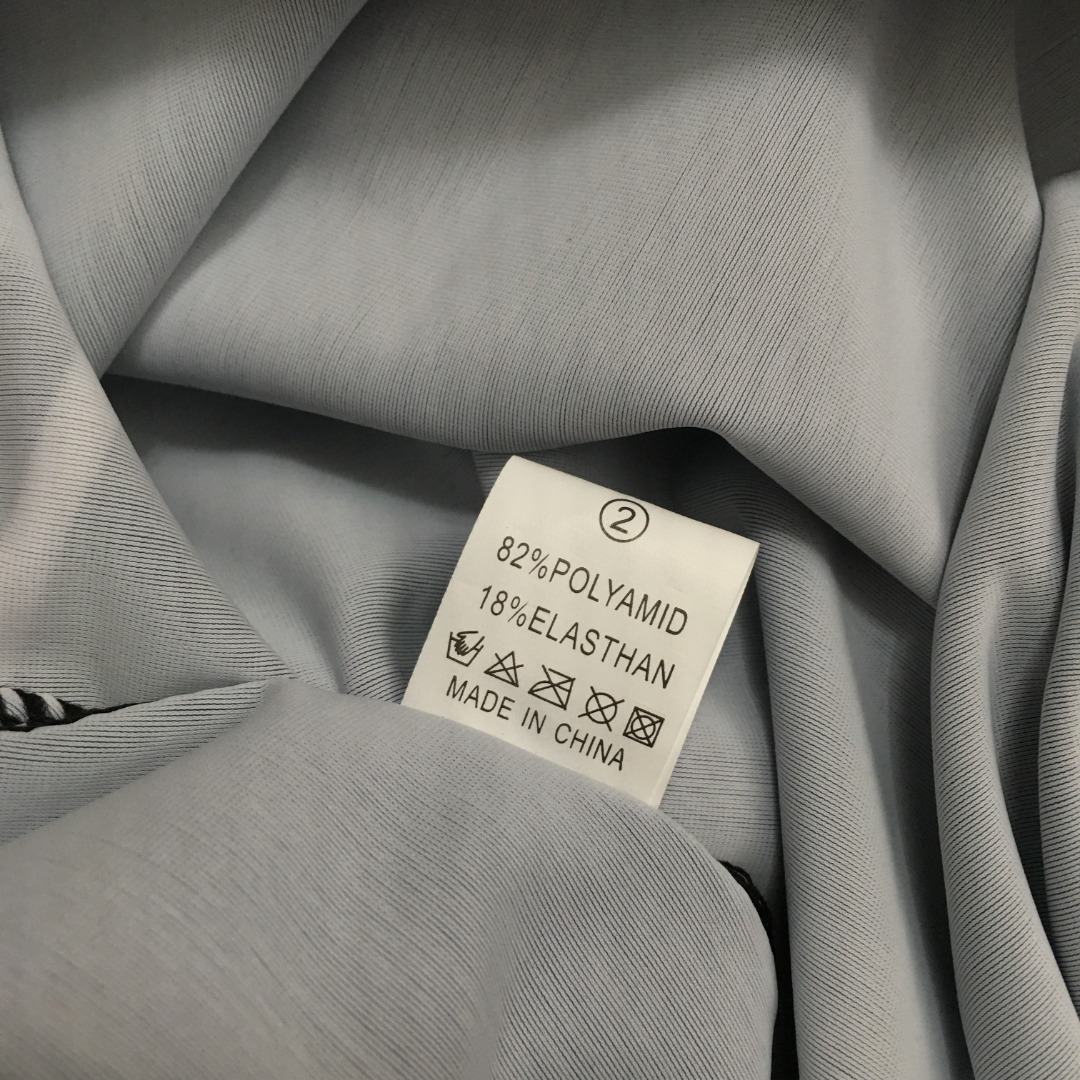 ②
82%POLYAMID
18%ELASTHAN
MADE IN CHINA